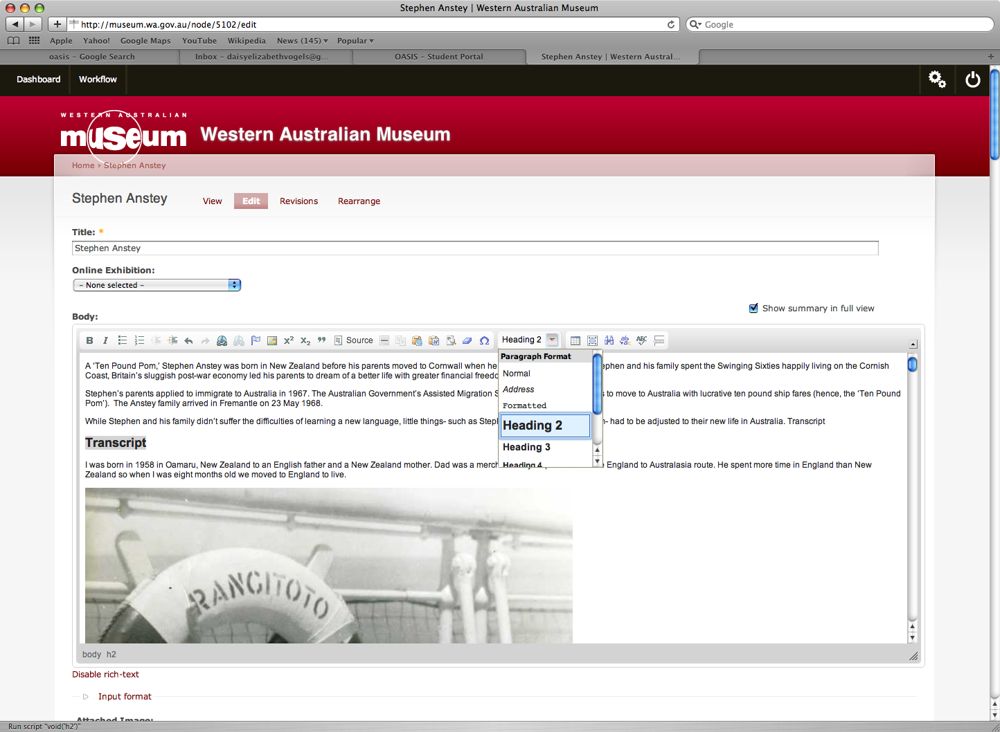 Stephen Anstey | Western Australian Museum
http://museum.wa.gov.au/node/5102/edit
Google
Apple Yahoo! Google Maps YouTube Wikipedia News (145) Popular
oasis – Google Search
Inbox – daisyelizabethvogels@g...
OASIS – Student Portal
Stephen Anstey | Western Austral...
Dashboard Workflow
WESTERN AUSTRALIAN
museum
Western Australian Museum
Home › Stephen Anstey
Stephen Anstey
View Edit Revisions Rearrange
Title: *
Stephen Anstey
Online Exhibition:
– None selected –
Show summary in full view
Body:
B I x² x₂ Source Heading 2 ABC
Paragraph Format
Normal
Address
Formatted
Heading 2
Heading 3
Heading 4
A 'Ten Pound Pom,' Stephen Anstey was born in New Zealand before his parents moved to Cornwall when he ephen and his family spent the Swinging Sixties happily living on the Cornish
Coast, Britain's sluggish post-war economy led his parents to dream of a better life with greater financial freedo
Stephen's parents applied to immigrate to Australia in 1967. The Australian Government's Assisted Migration S s to move to Australia with lucrative ten pound ship fares (hence, the 'Ten Pound
Pom'). The Anstey family arrived in Fremantle on 23 May 1968.
While Stephen and his family didn't suffer the difficulties of learning a new language, little things- such as Step n- had to be adjusted to their new life in Australia. Transcript
Transcript
I was born in 1958 in Oamaru, New Zealand to an English father and a New Zealand mother. Dad was a merch e England to Australasia route. He spent more time in England than New
Zealand so when I was eight months old we moved to England to live.
RANGITOTO
body h2
Disable rich-text
Input format
Attached Image:
Run script "void('h2')"